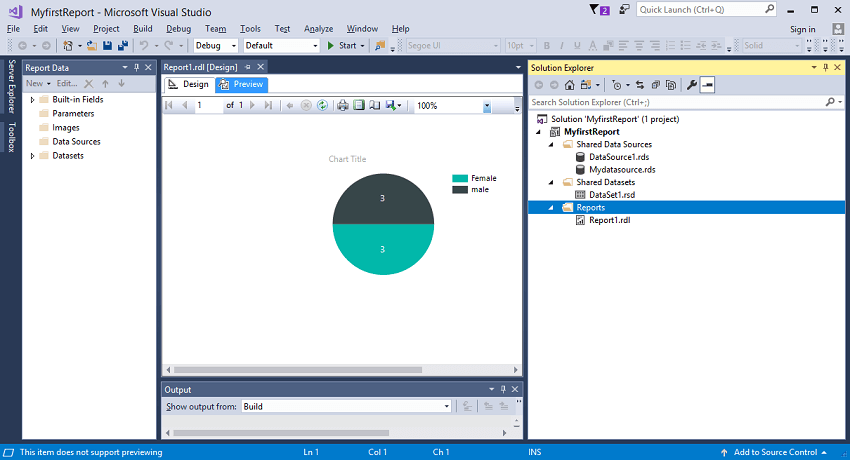 MyfirstReport - Microsoft Visual Studio
2
Quick Launch (Ctrl+Q)
File Edit View Project Build Debug Team Tools Test Analyze Window Help
Sign in
Debug Default Start Segoe UI 10pt B I U A Solid
Server Explorer
Toolbox
Report Data
New Edit...
Built-in Fields
Parameters
Images
Data Sources
Datasets
Report1.rdl [Design]
Design Preview
1 of 1 100%
Chart Title
Female
male
3
3
Output
Show output from: Build
Solution Explorer
Search Solution Explorer (Ctrl+;)
Solution 'MyfirstReport' (1 project)
MyfirstReport
Shared Data Sources
DataSource1.rds
Mydatasource.rds
Shared Datasets
DataSet1.rsd
Reports
Report1.rdl
This item does not support previewing Ln 1 Col 1 Ch 1 INS Add to Source Control